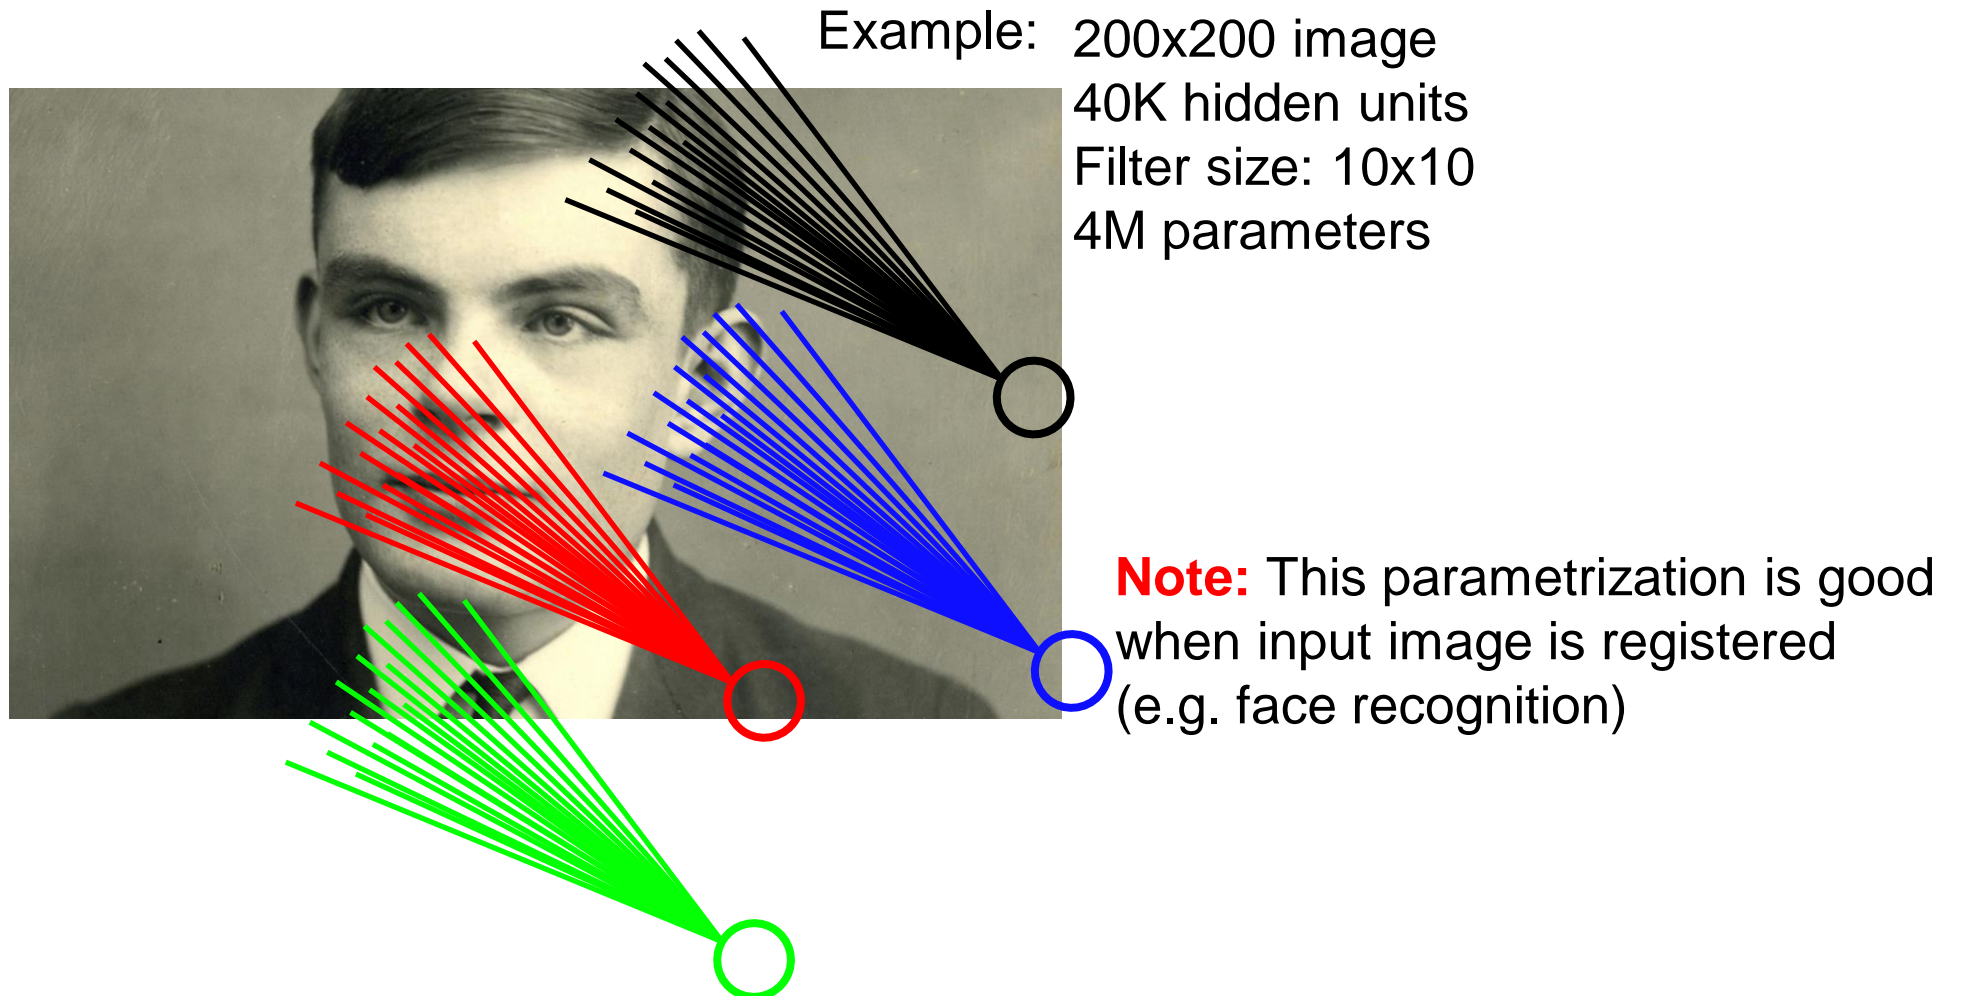 Example:
200x200 image
40K hidden units
Filter size: 10x10
4M parameters
Note: This parametrization is good
when input image is registered
(e.g. face recognition)